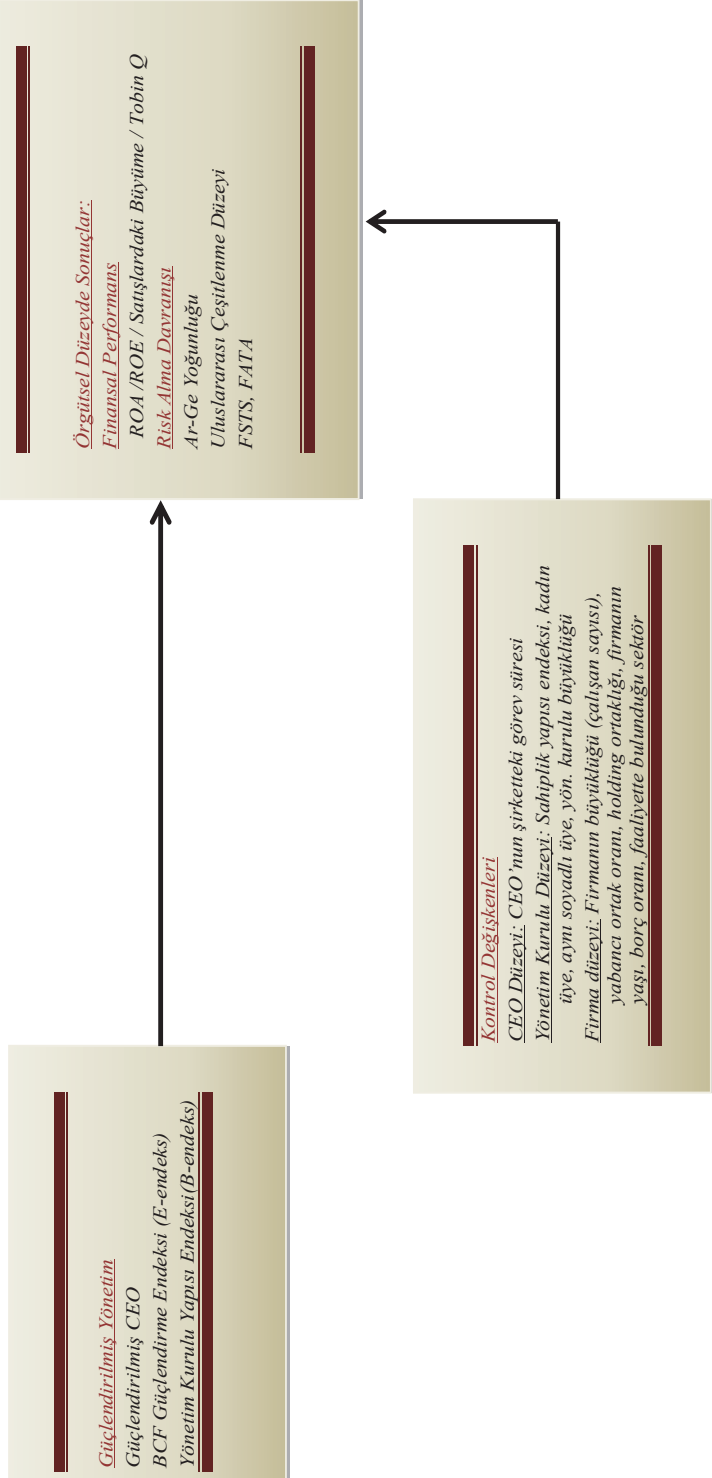 Güçlendirilmiş Yönetim
Güçlendirilmiş CEO
BCF Güçlendirme Endeksi (E-endeks)
Yönetim Kurulu Yapısı Endeksi(B-endeks)
Örgütsel Düzeyde Sonuçlar:
Finansal Performans
ROA /ROE / Satışlardaki Büyüme / Tobin Q
Risk Alma Davranışı
Ar-Ge Yoğunluğu
Uluslararası Çeşitlenme Düzeyi
FSTS, FATA
Kontrol Değişkenleri
CEO Düzeyi: CEO’nun şirketteki görev süresi
Yönetim Kurulu Düzeyi: Sahiplik yapısı endeksi, kadın
üye, aynı soyadlı üye, yön. kurulu büyüklüğü
Firma düzeyi: Firmanın büyüklüğü (çalışan sayısı),
yabancı ortak oranı, holding ortaklığı, firmanın
yaşı, borç oranı, faaliyette bulunduğu sektör